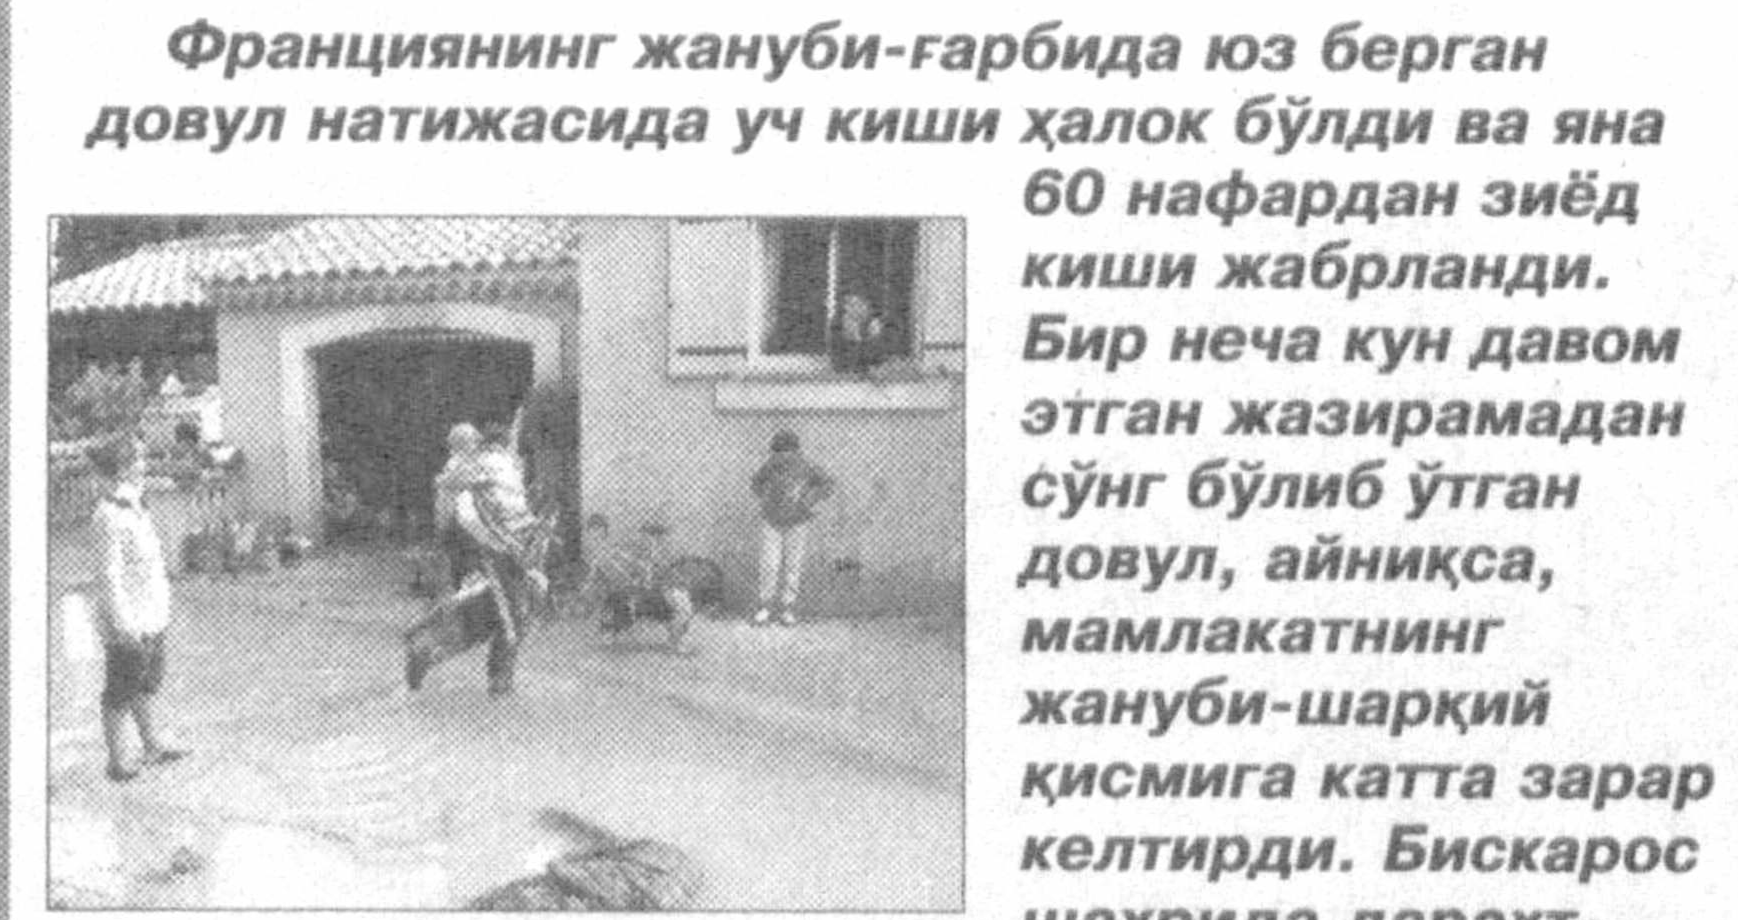 Франциянинг жануби-ғарбида юз берган
довул натижасида уч киши ҳалок бўлди ва яна
60 нафардан зиёд
киши жабрланди.
Бир неча кун давом
этган жазирамадан
сўнг бўлиб ўтган
довул, айниқса,
мамлакатнинг
жануби-шарқий
қисмига катта зарар
келтирди. Бискарос